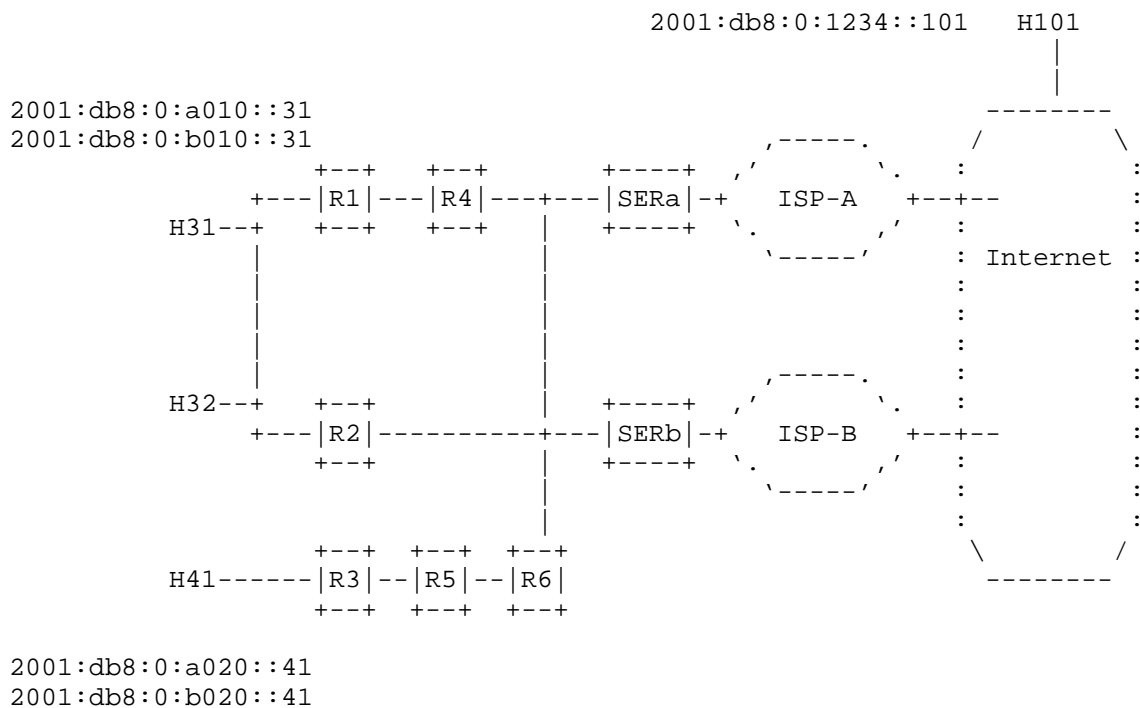 2001:db8:0:1234::101 H101
2001:db8:0:a010::31
2001:db8:0:b010::31
R1 R4 SERa ISP-A
H31
Internet
H32
R2 SERb ISP-B
H41 R3 R5 R6
2001:db8:0:a020::41
2001:db8:0:b020::41